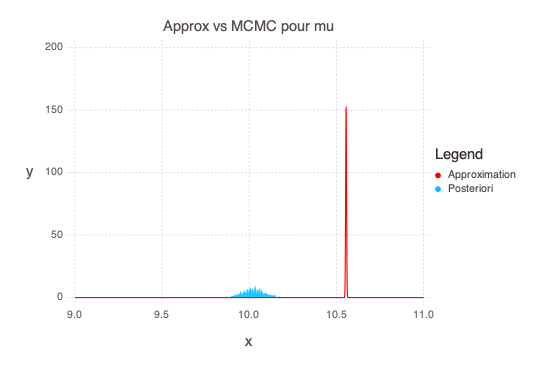 Approx vs MCMC pour mu
200
150
100
50
0
y
9.0 9.5 10.0 10.5 11.0
x
Legend
Approximation
Posteriori